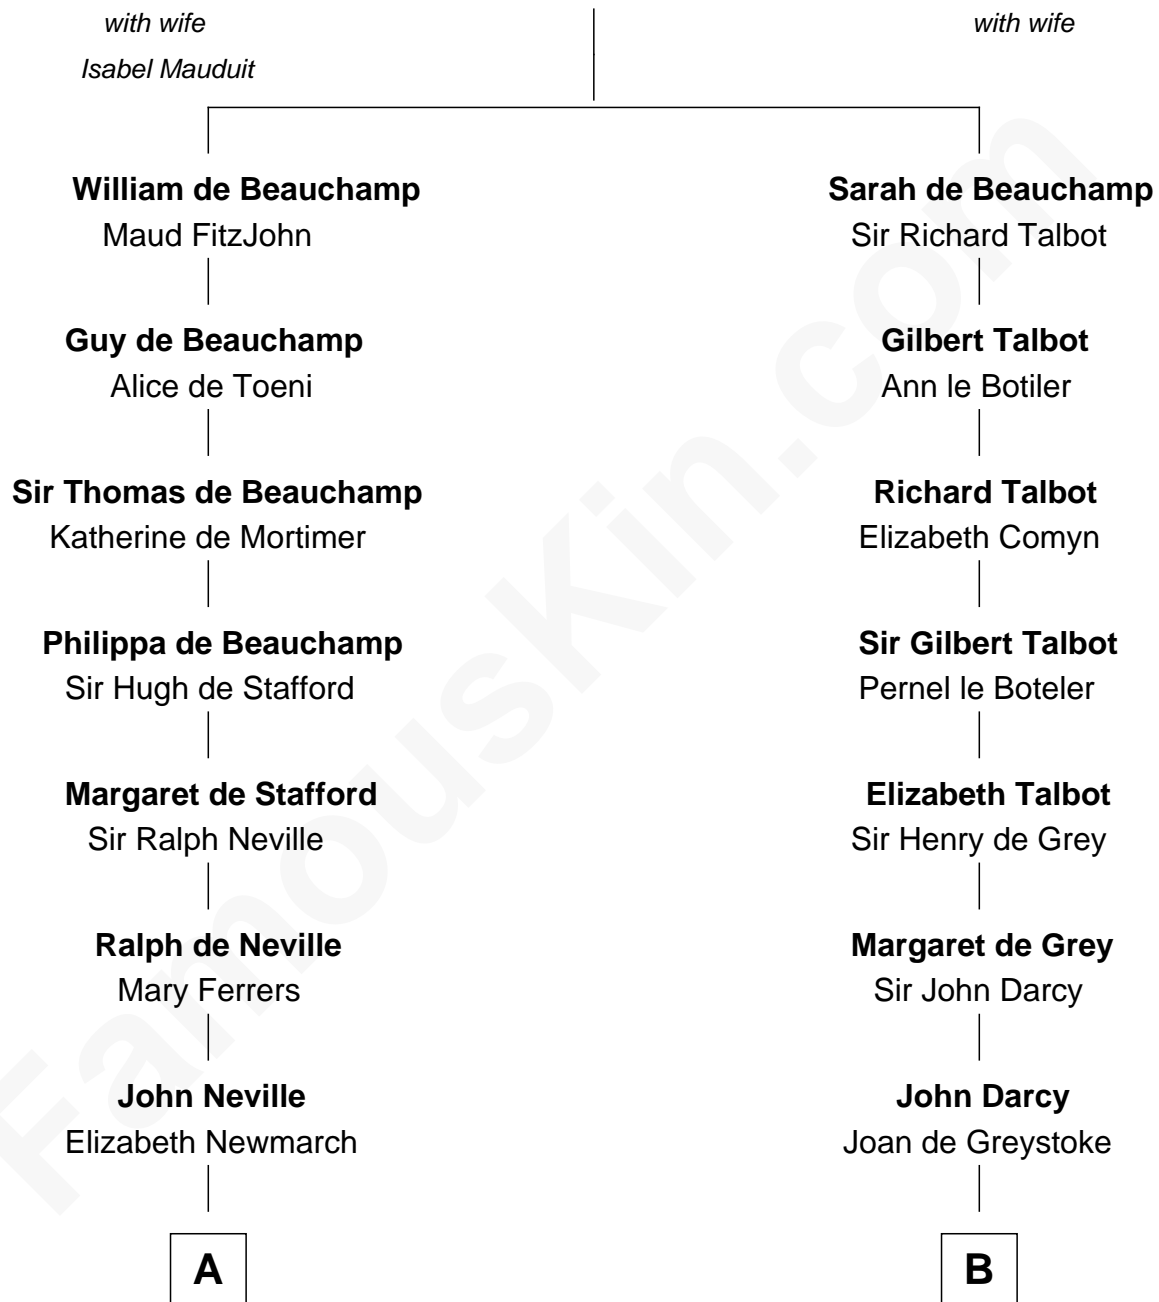 with wife
with wife
Isabel Mauduit
William de Beauchamp
Sarah de Beauchamp
Maud FitzJohn
Sir Richard Talbot
Guy de Beauchamp
Gilbert Talbot
Alice de Toeni
Ann le Botiler
Sir Thomas de Beauchamp
Richard Talbot
Katherine de Mortimer
Elizabeth Comyn
Philippa de Beauchamp
Sir Gilbert Talbot
Sir Hugh de Stafford
Pernel le Boteler
Margaret de Stafford
Elizabeth Talbot
Sir Ralph Neville
Sir Henry de Grey
Ralph de Neville
Margaret de Grey
Mary Ferrers
Sir John Darcy
John Neville
John Darcy
Elizabeth Newmarch
Joan de Greystoke
A
B
FamousKin.com